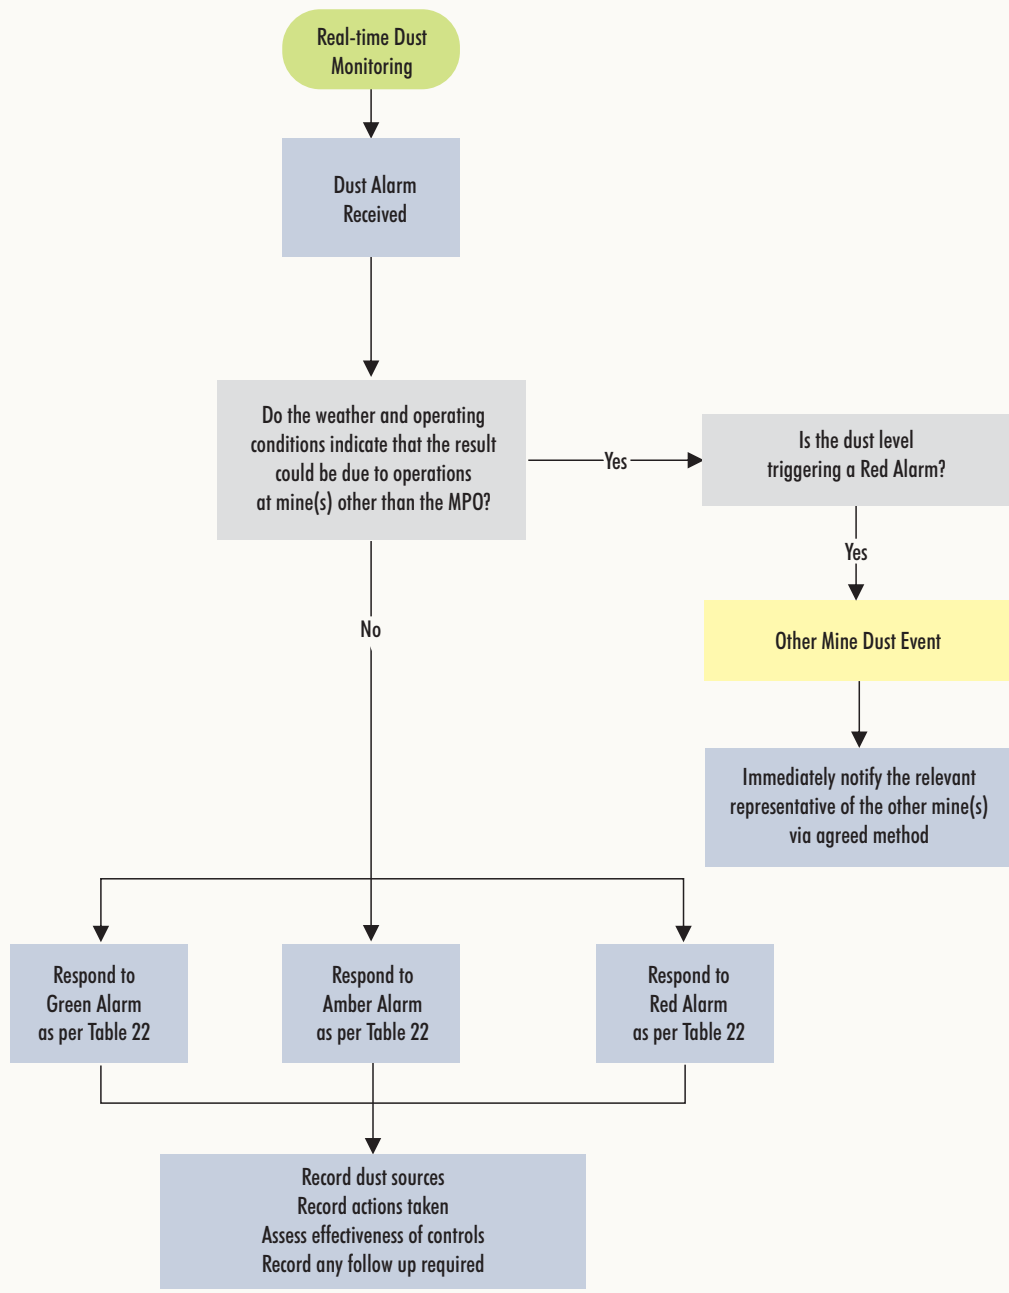 Real-time Dust
Monitoring
Dust Alarm
Received
Do the weather and operating
conditions indicate that the result
could be due to operations
at mine(s) other than the MPO?
Yes
Is the dust level
triggering a Red Alarm?
Yes
Other Mine Dust Event
Immediately notify the relevant
representative of the other mine(s)
via agreed method
No
Respond to
Green Alarm
as per Table 22
Respond to
Amber Alarm
as per Table 22
Respond to
Red Alarm
as per Table 22
Record dust sources
Record actions taken
Assess effectiveness of controls
Record any follow up required